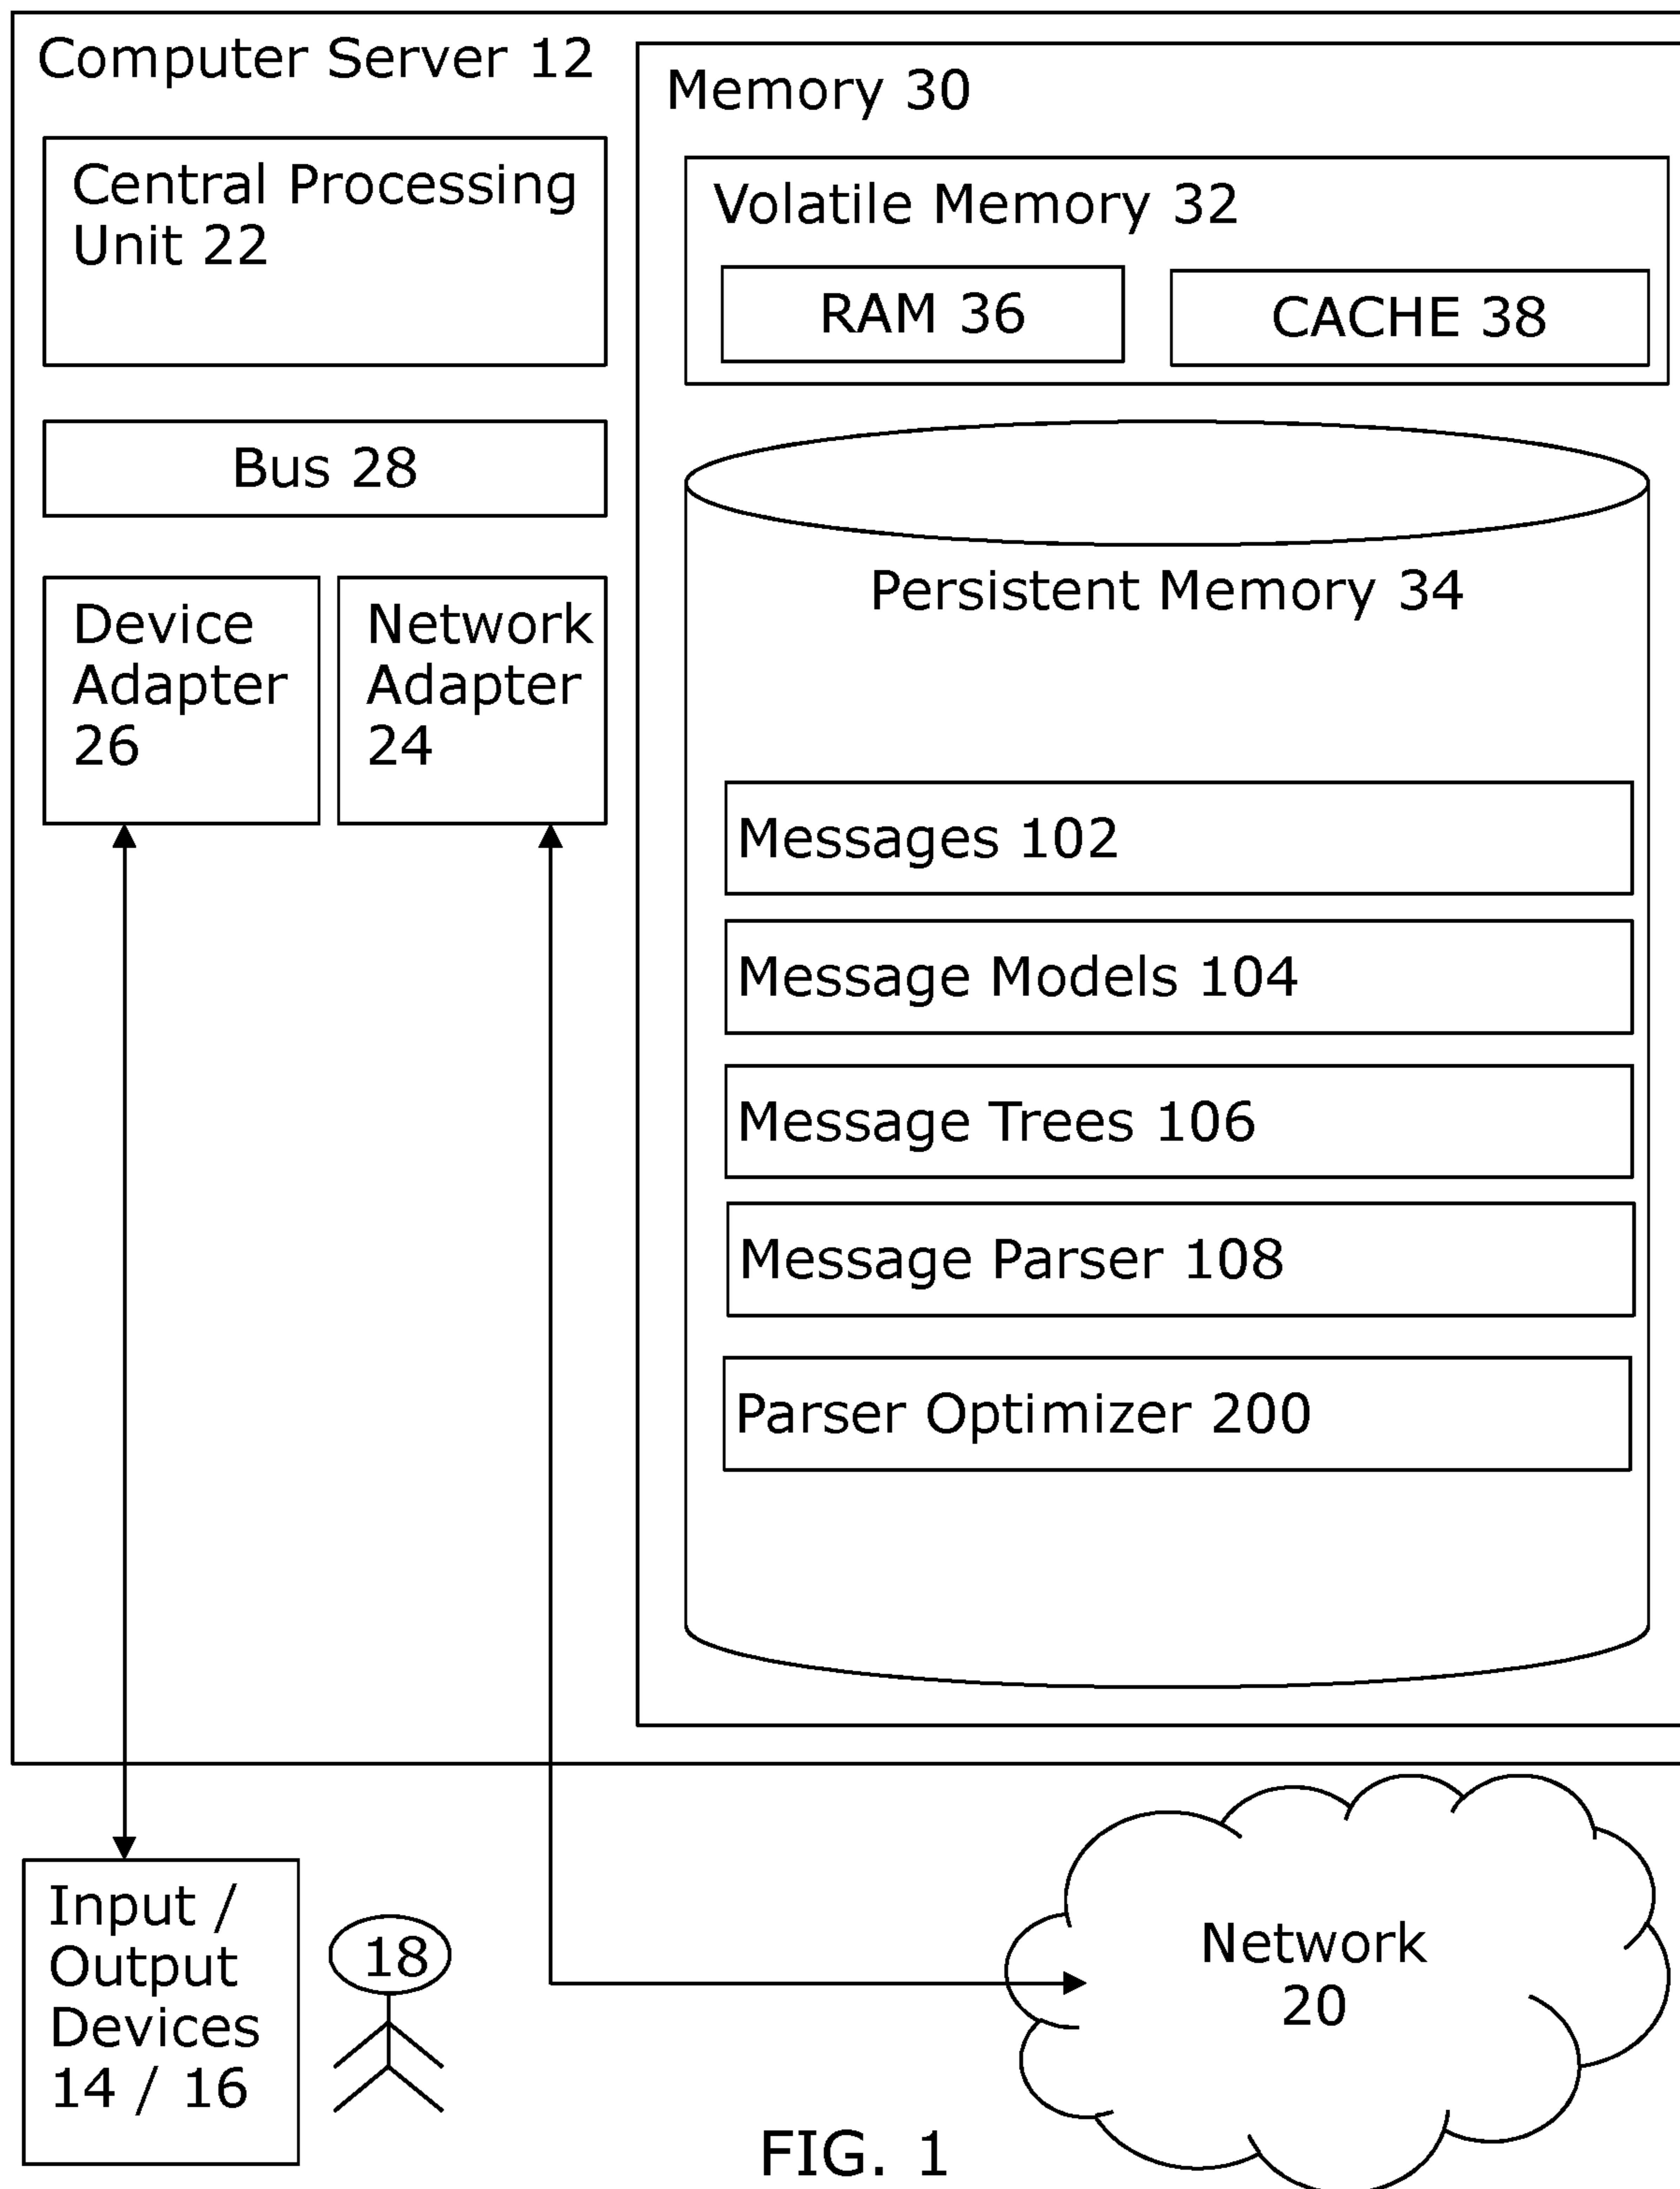 Computer Server 12
Central Processing
Unit 22
Bus 28
Device
Adapter
26
Network
Adapter
24
Memory 30
Volatile Memory 32
RAM 36
CACHE 38
Persistent Memory 34
Messages 102
Message Models 104
Message Trees 106
Message Parser 108
Parser Optimizer 200
Input /
Output
Devices
14 / 16
18
Network
20
FIG. 1